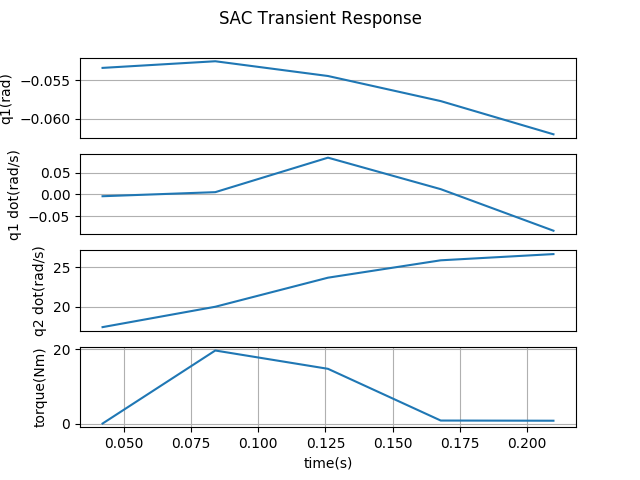 SAC Transient Response
q1(rad)
−0.055
−0.060
q1 dot(rad/s)
0.05
0.00
−0.05
q2 dot(rad/s)
25
20
torque(Nm)
20
0
0.050 0.075 0.100 0.125 0.150 0.175 0.200
time(s)